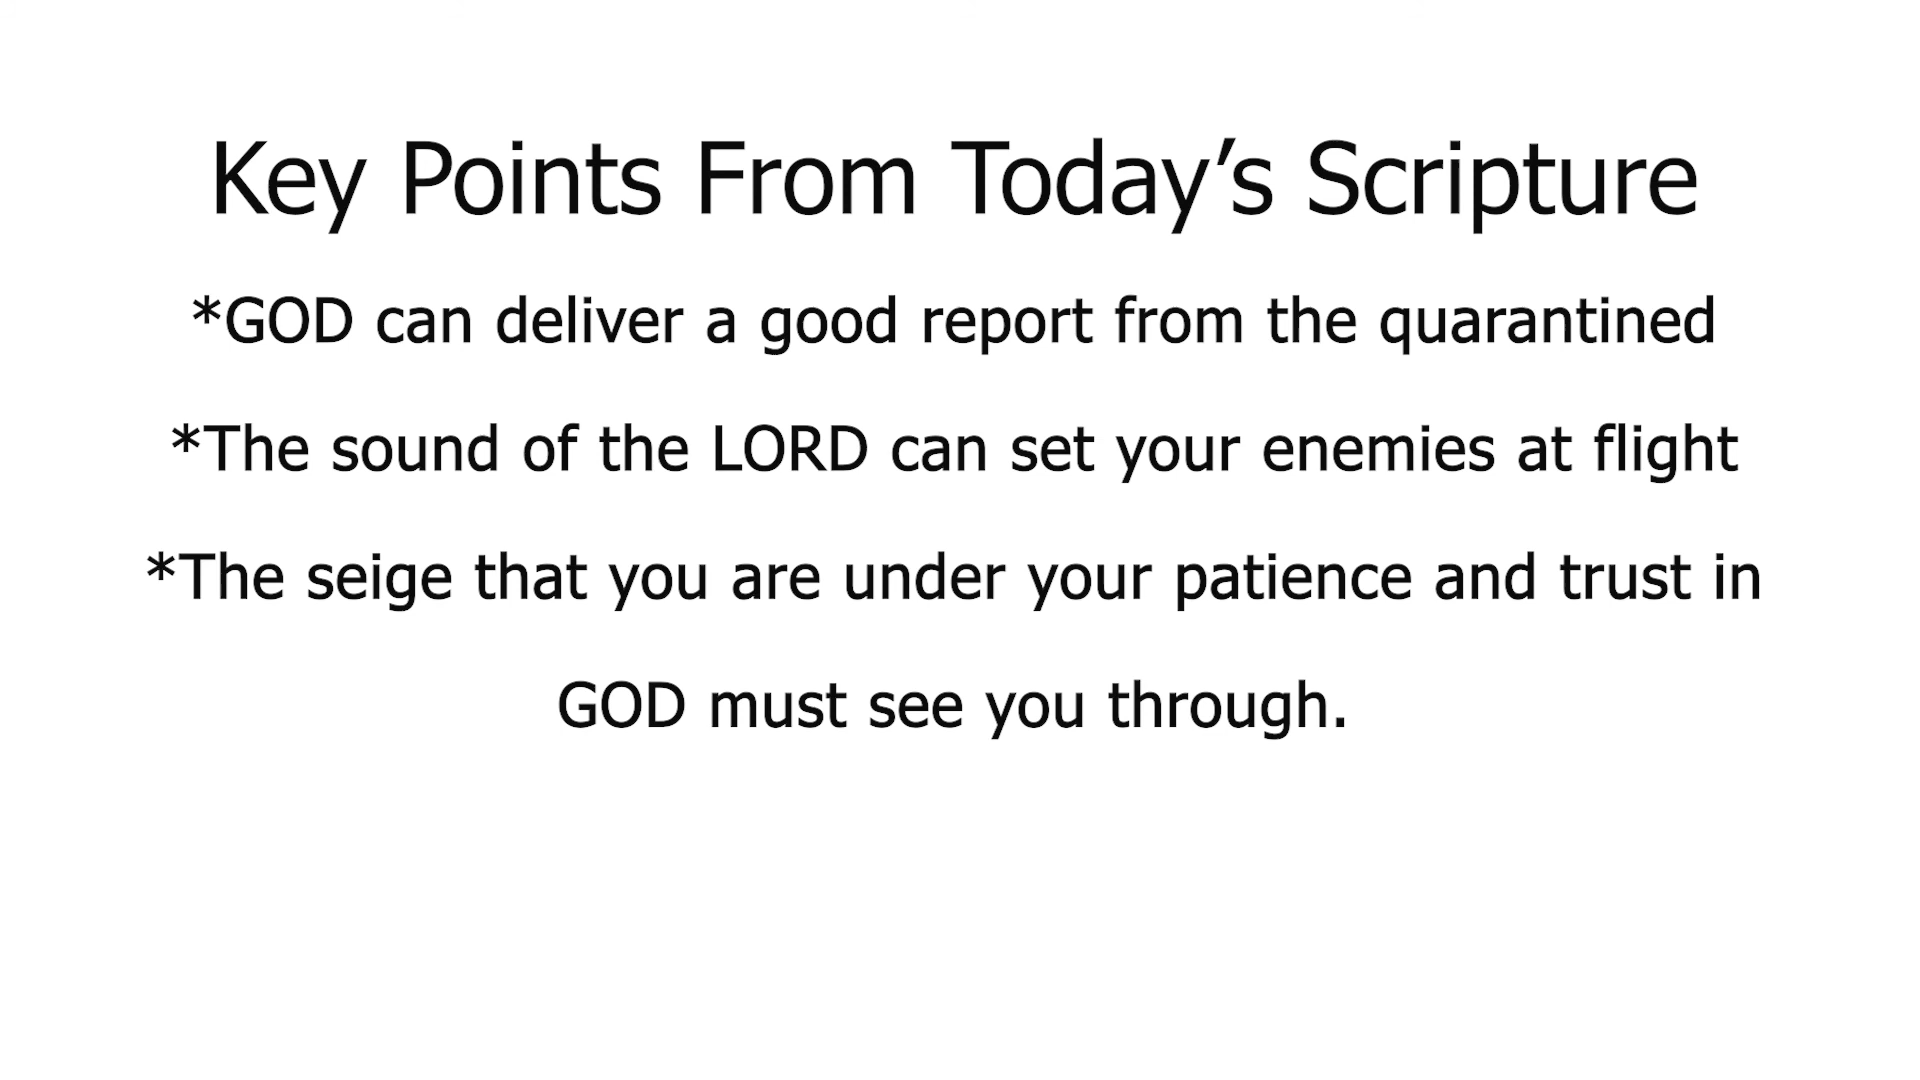 Key Points From Today’s Scripture
*GOD can deliver a good report from the quarantined
*The sound of the LORD can set your enemies at flight
*The seige that you are under your patience and trust in
GOD must see you through.